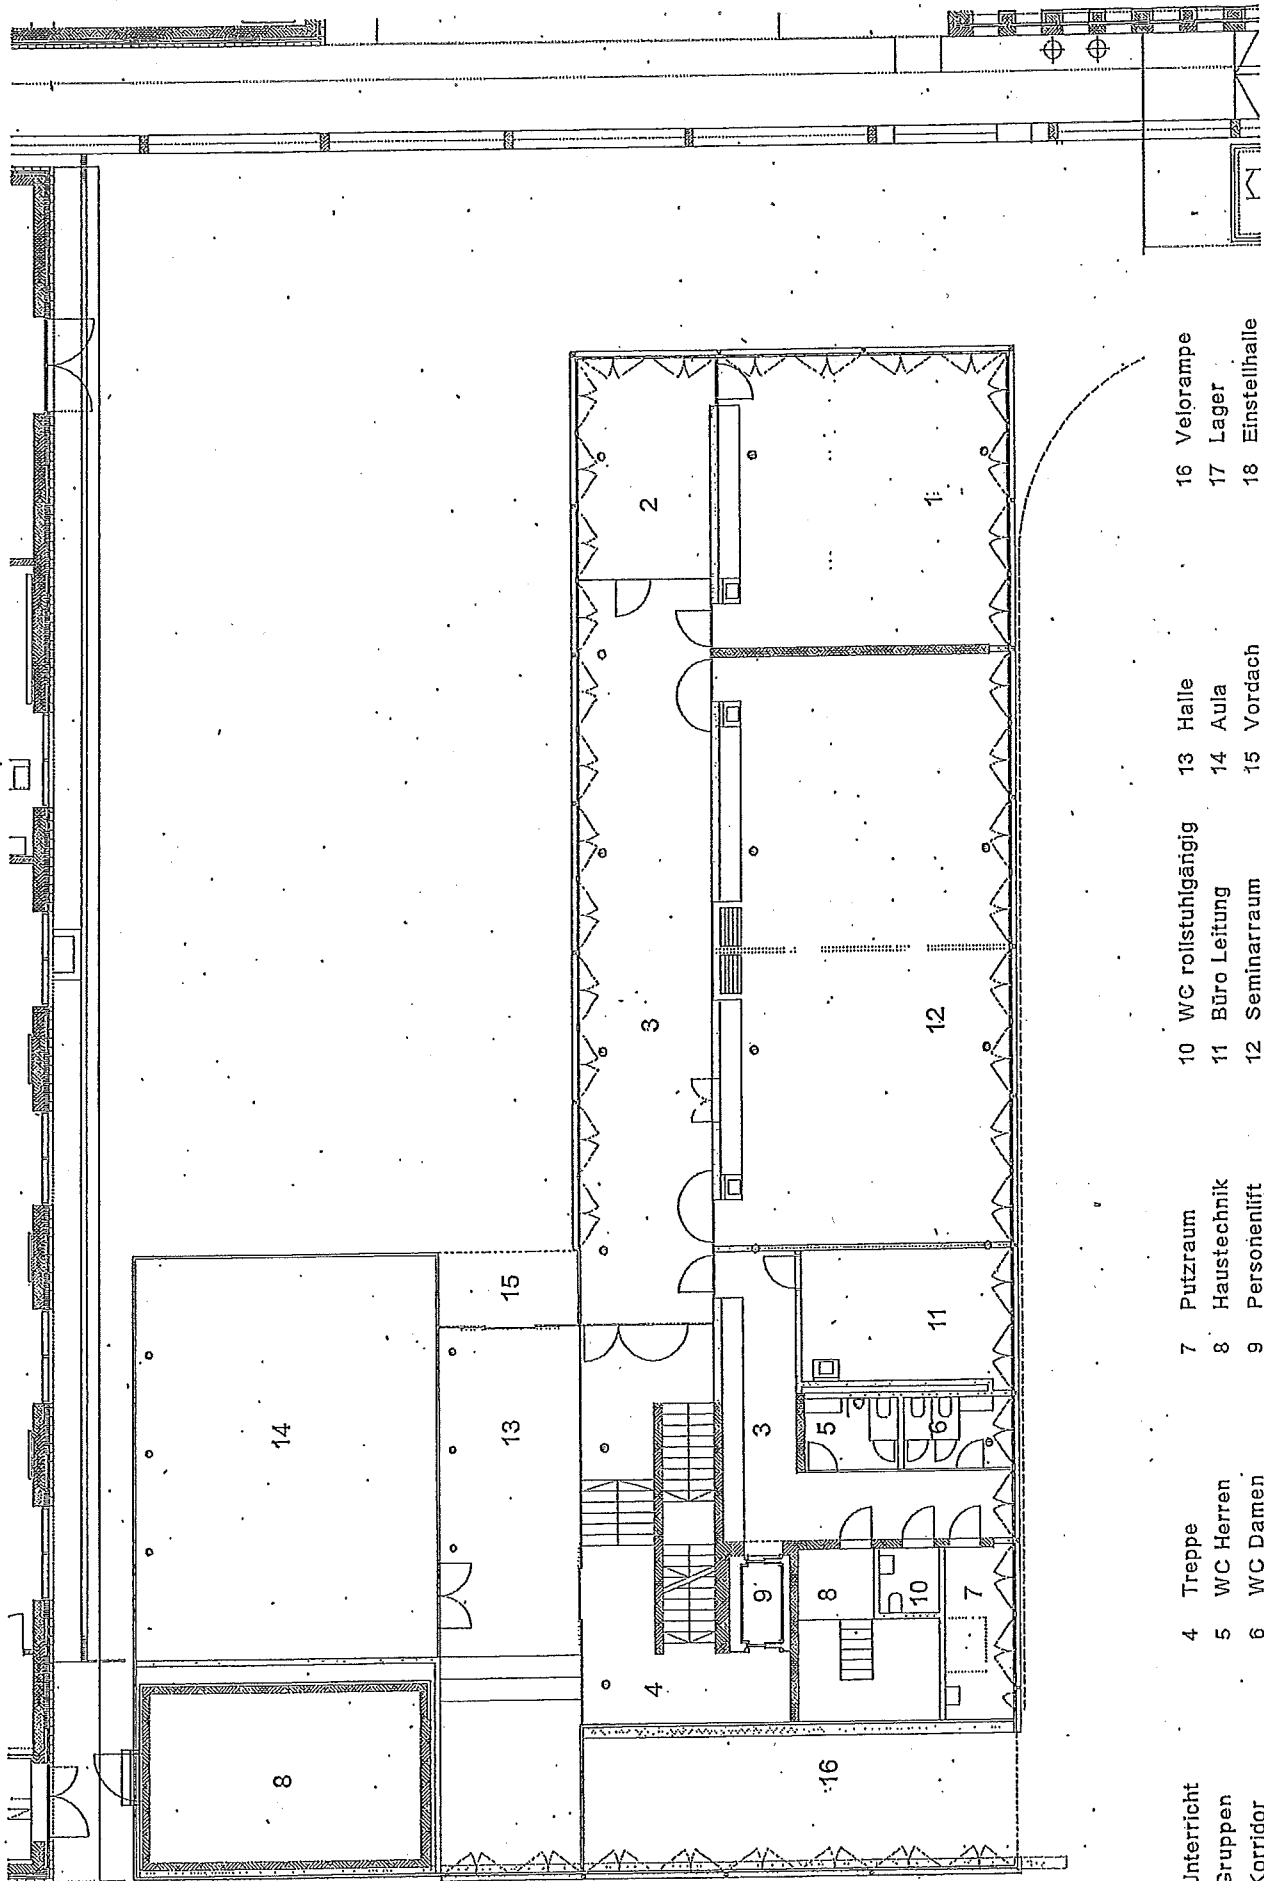 8
14
13
15
4
3
2
9
3
16
8
5
10
6
11
12
1
7
Unterricht
Gruppen
Korridor
4 Treppe
5 WC Herren
6 WC Damen
7 Putzraum
8 Haustechnik
9 Personenlift
10 WC rollstuhlgängig
11 Büro Leitung
12 Seminarraum
13 Halle
14 Aula
15 Vordach
16 Velorampe
17 Lager
18 Einstellhalle